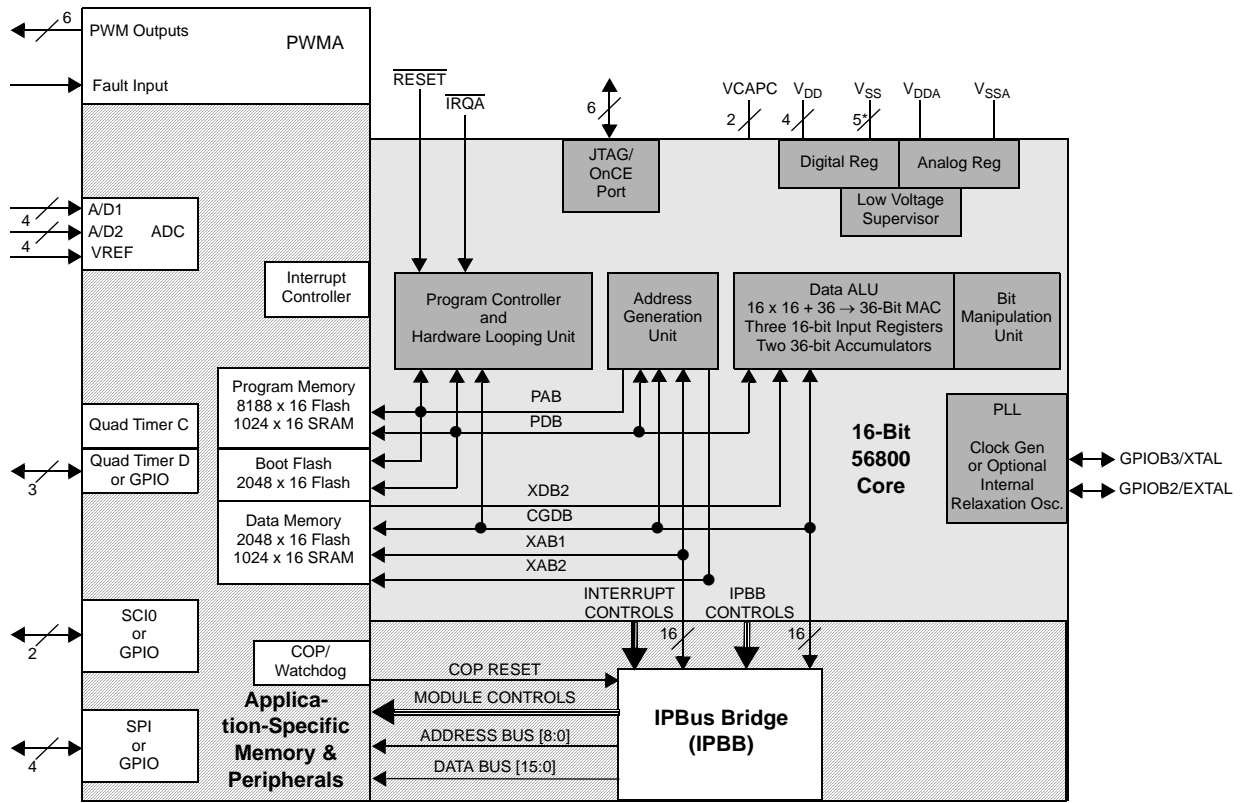 6
PWM Outputs
PWMA
Fault Input
RESET
IRQA
6
VCAPC
2
VDD
4
VSS
5*
VDDA
VSSA
JTAG/
OnCE
Port
Digital Reg
Analog Reg
Low Voltage
Supervisor
4
A/D1
4
A/D2
ADC
4
VREF
Interrupt
Controller
Program Controller
and
Hardware Looping Unit
Address
Generation
Unit
Data ALU
16 x 16 + 36 → 36-Bit MAC
Three 16-bit Input Registers
Two 36-bit Accumulators
Bit
Manipulation
Unit
Program Memory
8188 x 16 Flash
1024 x 16 SRAM
PAB
PDB
Quad Timer C
Quad Timer D
or GPIO
3
Boot Flash
2048 x 16 Flash
XDB2
CGDB
XAB1
XAB2
Data Memory
2048 x 16 Flash
1024 x 16 SRAM
16-Bit
56800
Core
PLL
Clock Gen
or Optional
Internal
Relaxation Osc.
GPIOB3/XTAL
GPIOB2/EXTAL
INTERRUPT
CONTROLS
16
IPBB
CONTROLS
16
SCI0
or
GPIO
2
COP/
Watchdog
COP RESET
MODULE CONTROLS
ADDRESS BUS [8:0]
DATA BUS [15:0]
IPBus Bridge
(IPBB)
Applica-
tion-Specific
Memory &
Peripherals
SPI
or
GPIO
4